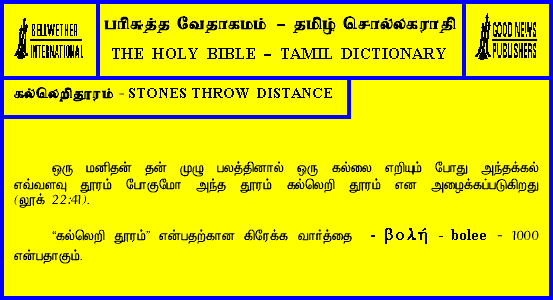 BELLWETHER
INTERNATIONAL
பரிசுத்த வேதாகமம் – தமிழ் சொல்லகராதி
THE HOLY BIBLE – TAMIL DICTIONARY
GOOD NEWS
PUBLISHERS
கல்லெறிதூரம் - STONES THROW DISTANCE
ஒரு மனிதன் தன் முழு பலத்தினால் ஒரு கல்லை எறியும் போது அந்தக்கல்
எவ்வளவு தூரம் போகுமோ அந்த தூரம் கல்லெறி தூரம் என அழைக்கப்படுகிறது
(லூக் 22:41).
“கல்லெறி தூரம்” என்பதற்கான கிரேக்க வார்த்தை - βολή - bolee – 1000
என்பதாகும்.